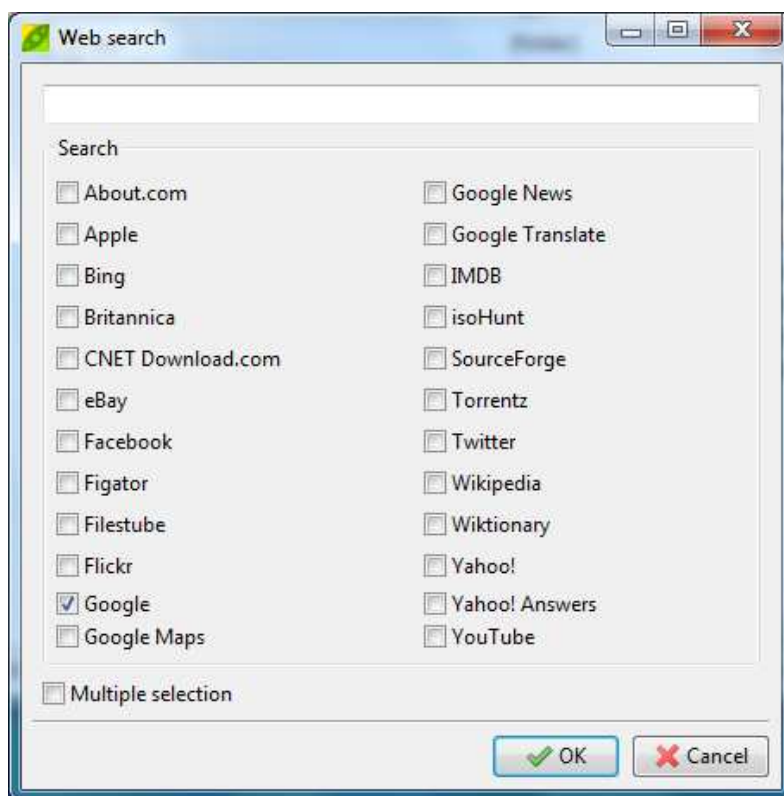 Web search
Search
About.com
Apple
Bing
Britannica
CNET Download.com
eBay
Facebook
Figator
Filestube
Flickr
Google
Google Maps
Google News
Google Translate
IMDB
isoHunt
SourceForge
Torrentz
Twitter
Wikipedia
Wiktionary
Yahoo!
Yahoo! Answers
YouTube
Multiple selection
OK
Cancel